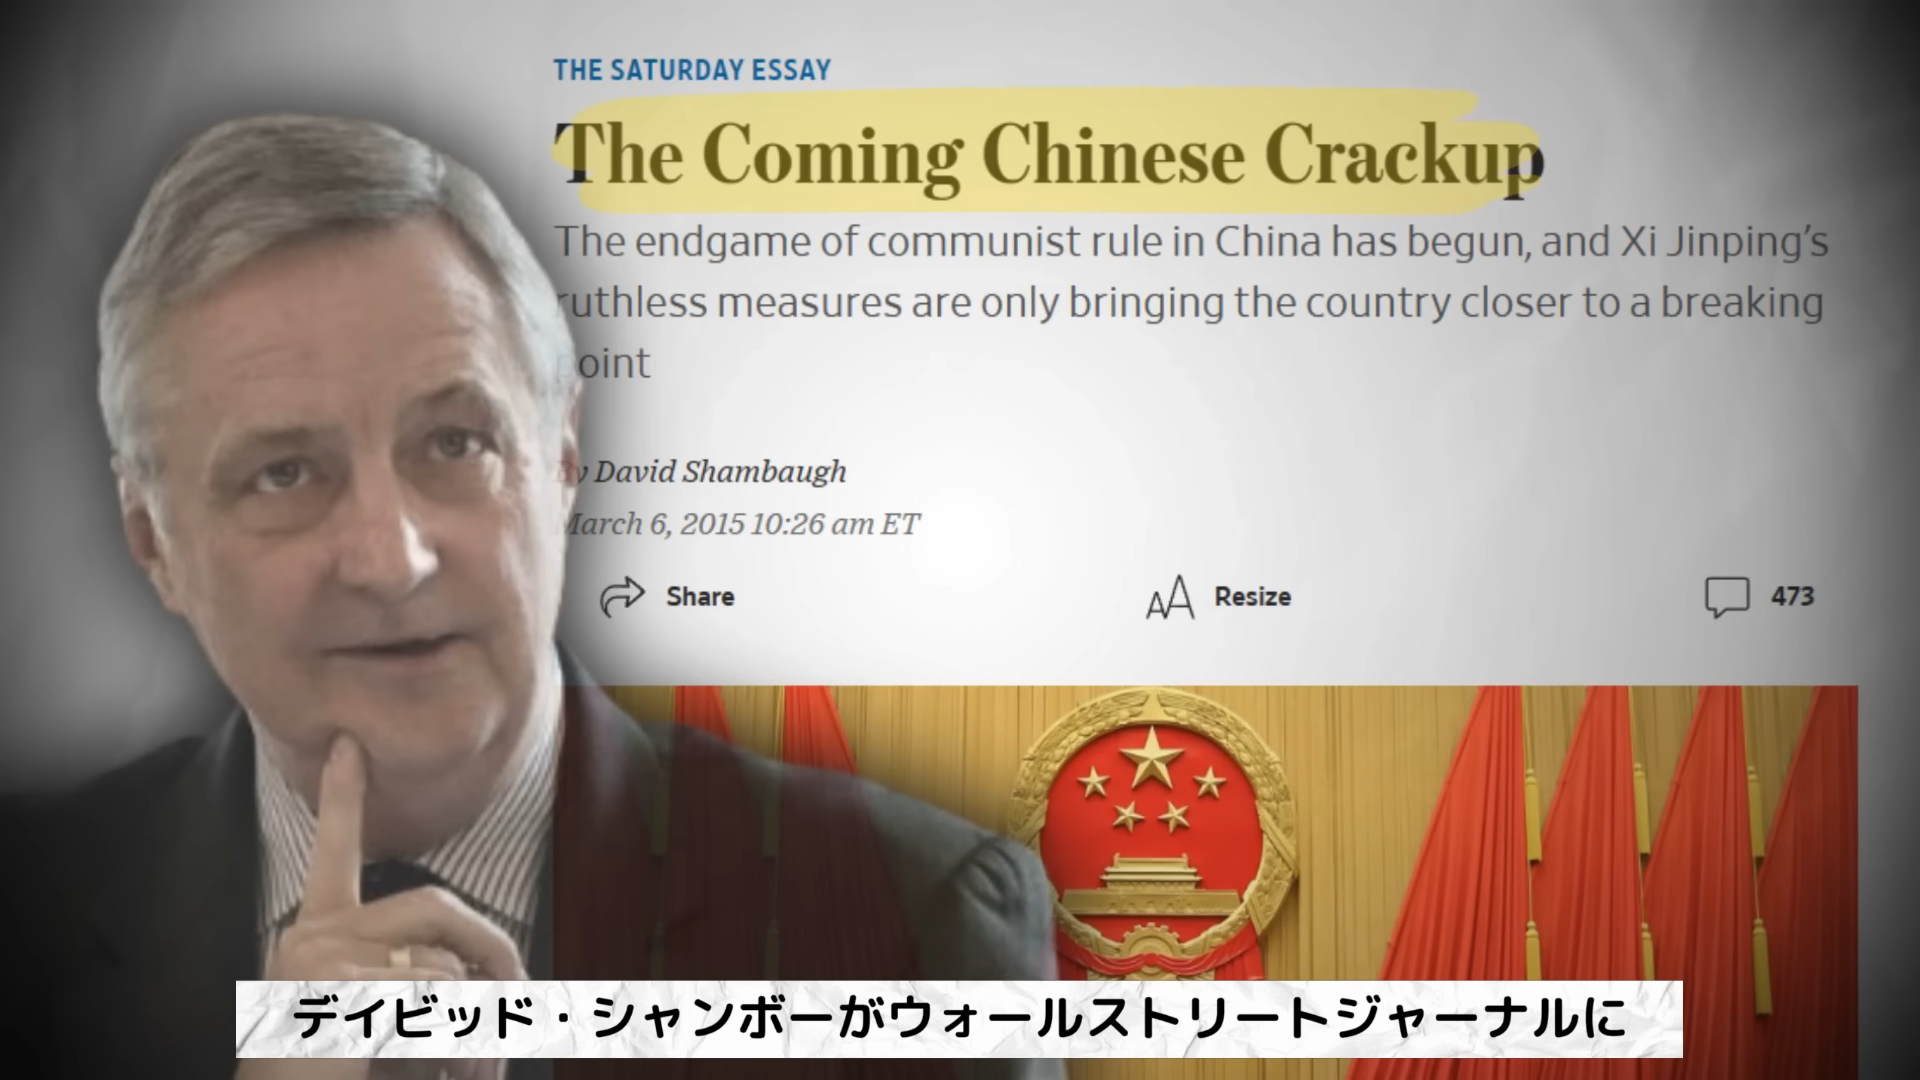 THE SATURDAY ESSAY
The Coming Chinese Crackup
The endgame of communist rule in China has begun, and Xi Jinping's
ruthless measures are only bringing the country closer to a breaking
point
By David Shambaugh
March 6, 2015 10:26 am ET
Share
Resize
473
デイビッド・シャンボーがウォールストリートジャーナルに